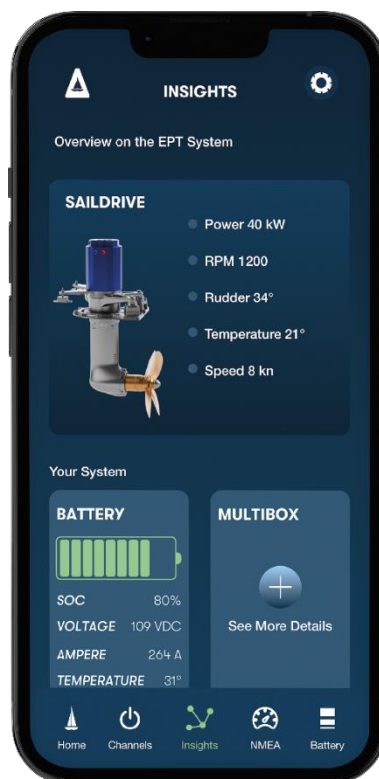 INSIGHTS
Overview on the EPT System
SAILDRIVE
Power 40 kW
RPM 1200
Rudder 34°
Temperature 21°
Speed 8 kn
Your System
BATTERY
SOC 80%
VOLTAGE 109 VDC
AMPERE 264 A
TEMPERATURE 31°
MULTIBOX
See More Details
Home Channels Insights NMEA Battery